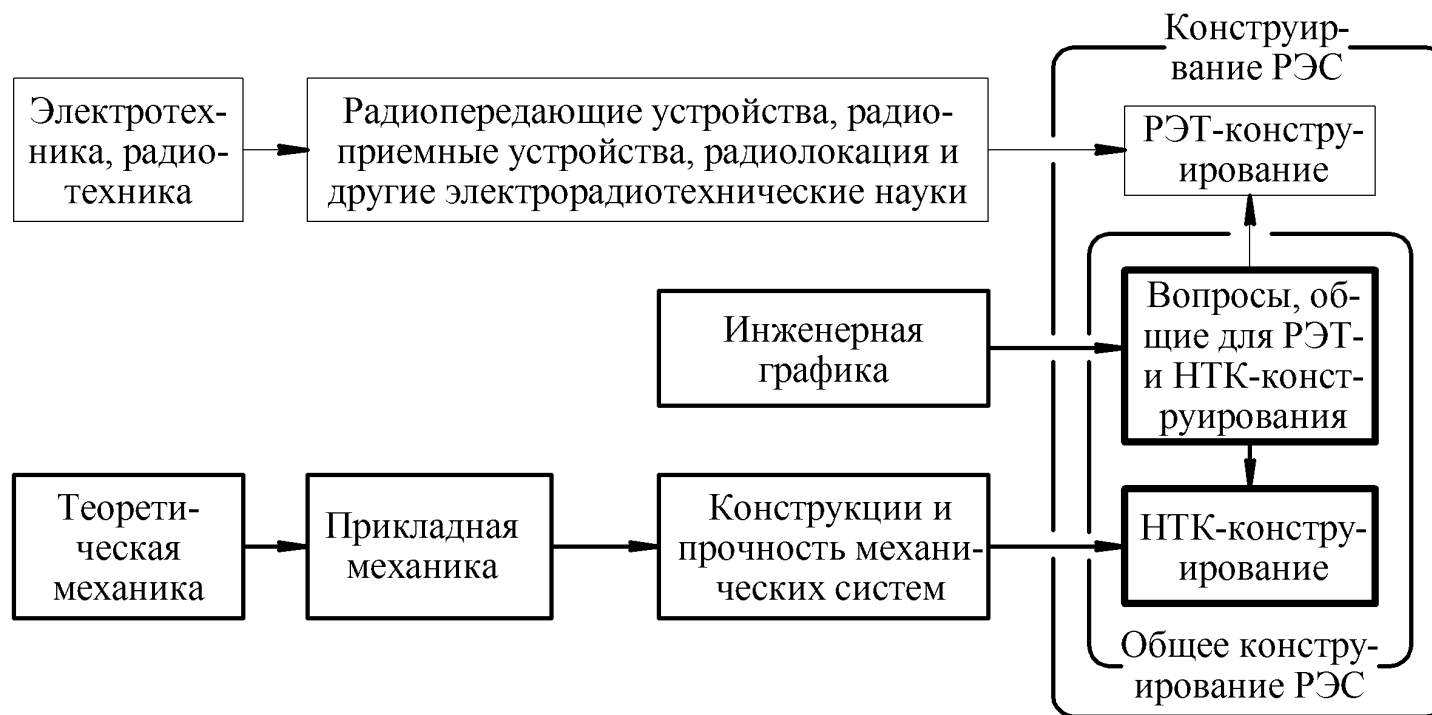 Конструир-
вание РЭС
Электротех-
ника, радио-
техника
Радиопередающие устройства, радио-
приемные устройства, радиолокация и
другие электрорадиотехнические науки
РЭТ-констру-
ирование
Инженерная
графика
Вопросы, об-
щие для РЭТ-
и НТК-конст-
руирования
Теорети-
ческая
механика
Прикладная
механика
Конструкции и
прочность механи-
ческих систем
НТК-констру-
ирование
Общее констру-
ирование РЭС